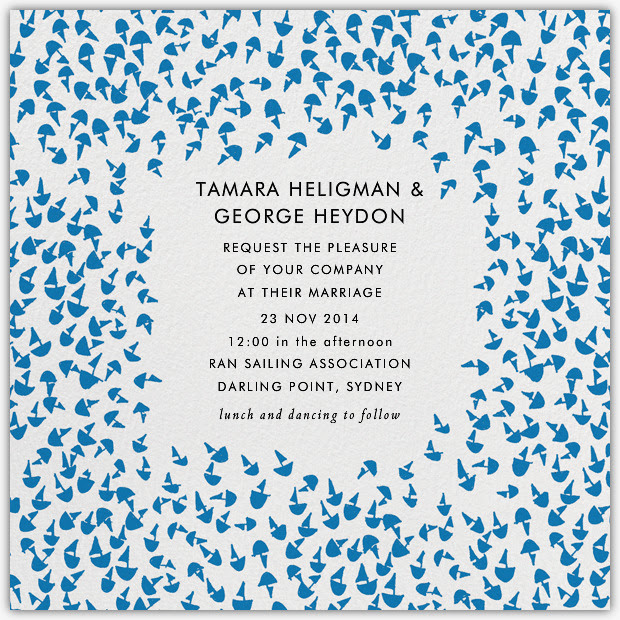 TAMARA HELIGMAN &
GEORGE HEYDON
REQUEST THE PLEASURE
OF YOUR COMPANY
AT THEIR MARRIAGE
23 NOV 2014
12:00 in the afternoon
RAN SAILING ASSOCIATION
DARLING POINT, SYDNEY
lunch and dancing to follow